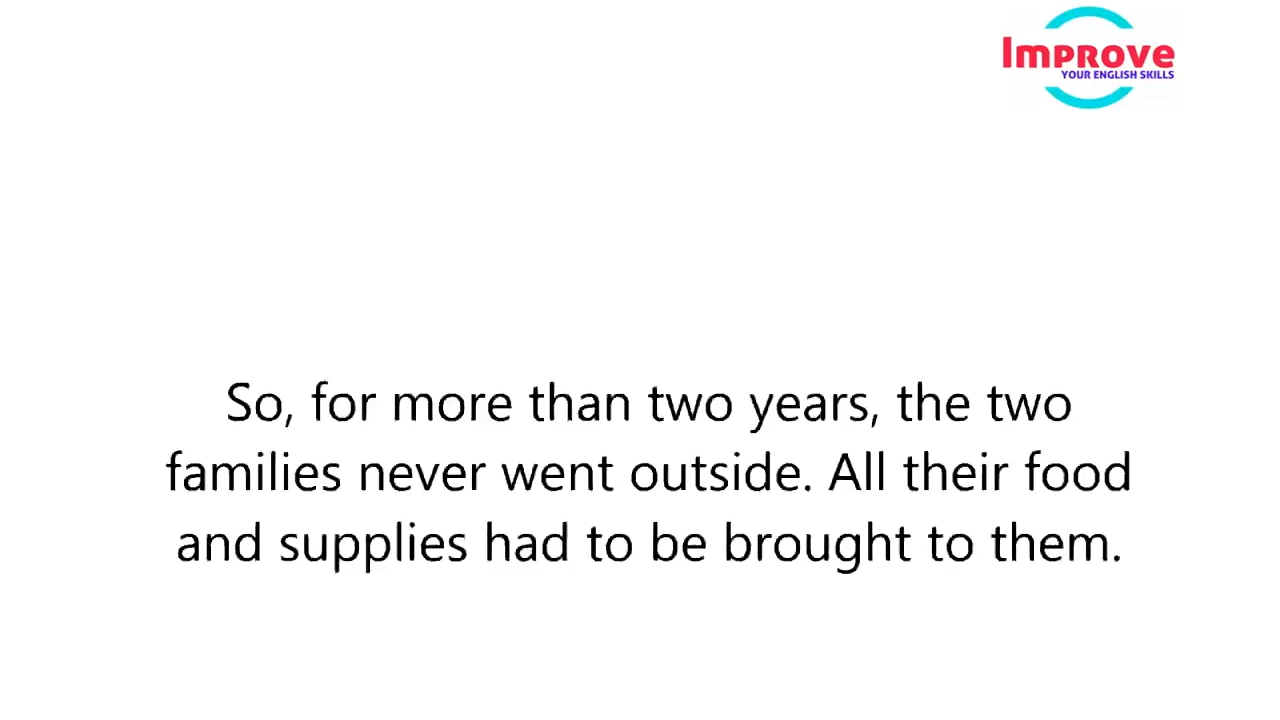 Improve
YOUR ENGLISH SKILLS
So, for more than two years, the two
families never went outside. All their food
and supplies had to be brought to them.